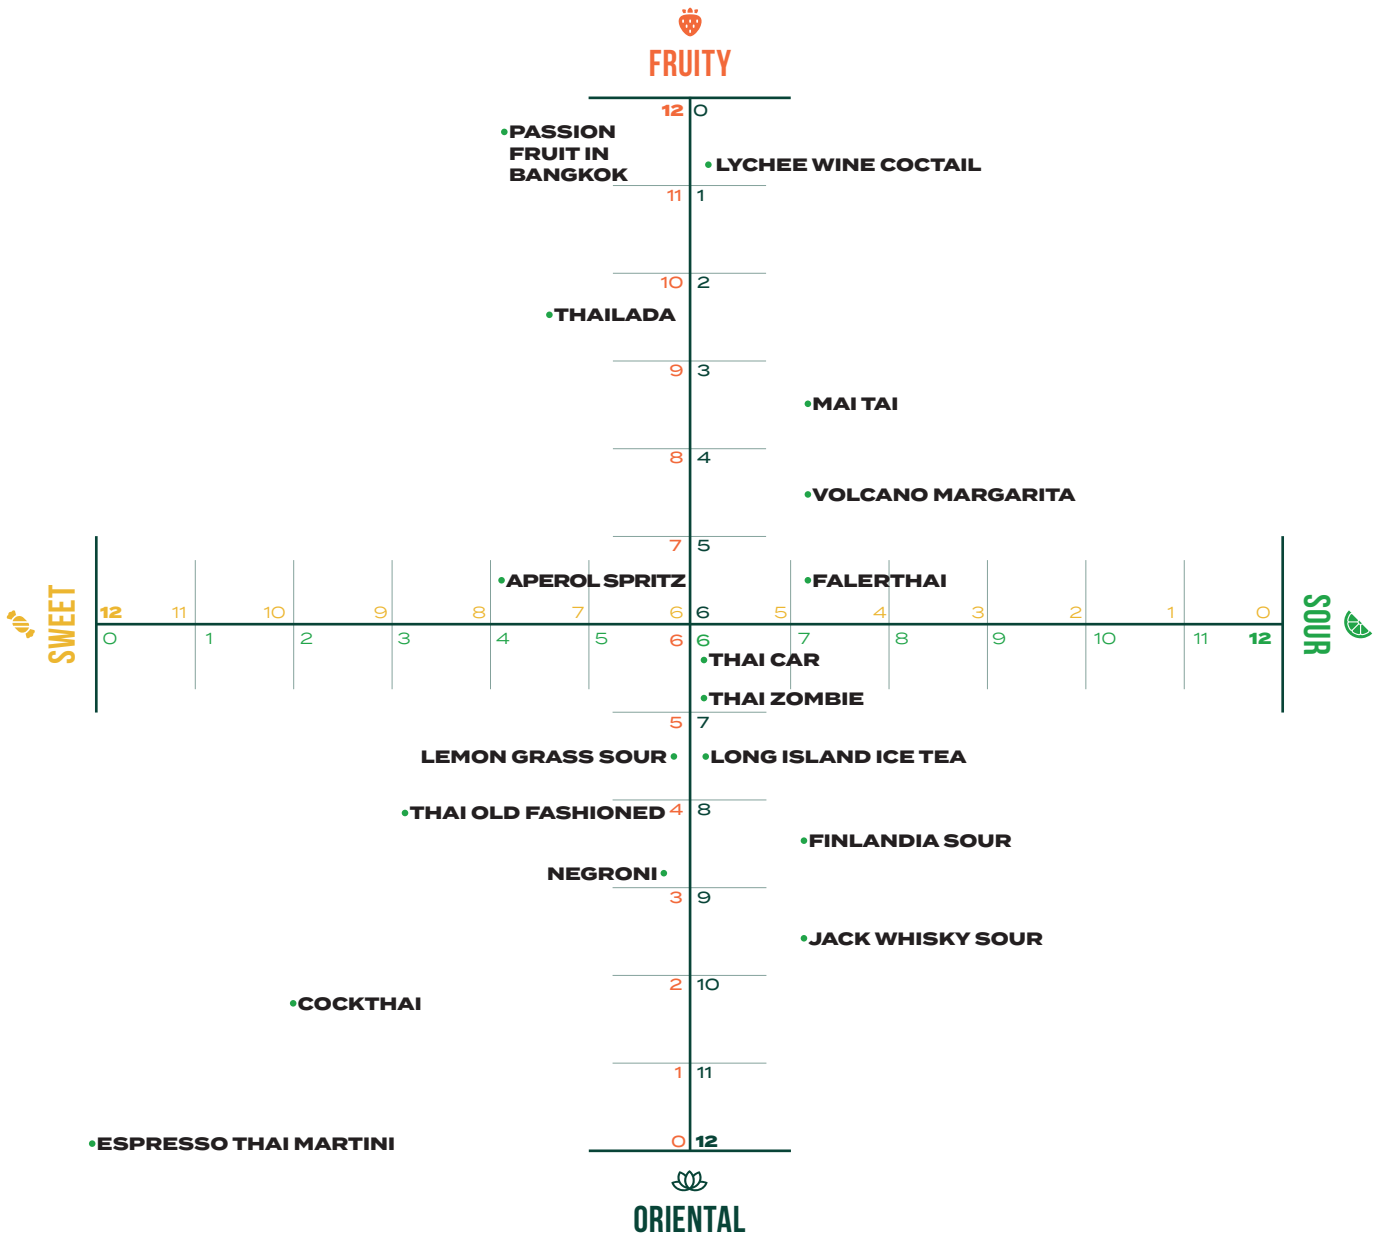 FRUITY
12 0
PASSION
FRUIT IN
BANGKOK
LYCHEE WINE COCTAIL
11 1
10 2
THAILADA
9 3
MAI TAI
8 4
VOLCANO MARGARITA
7 5
APEROL SPRITZ
FALERTHAI
SWEET
12 11 10 9 8 7 6 6 5 4 3 2 1 0
0 1 2 3 4 5 6 6 7 8 9 10 11 12
SOUR
THAI CAR
THAI ZOMBIE
5 7
LEMON GRASS SOUR
LONG ISLAND ICE TEA
THAI OLD FASHIONED
4 8
FINLANDIA SOUR
NEGRONI
3 9
JACK WHISKY SOUR
2 10
COCKTHAI
1 11
ESPRESSO THAI MARTINI
0 12
ORIENTAL